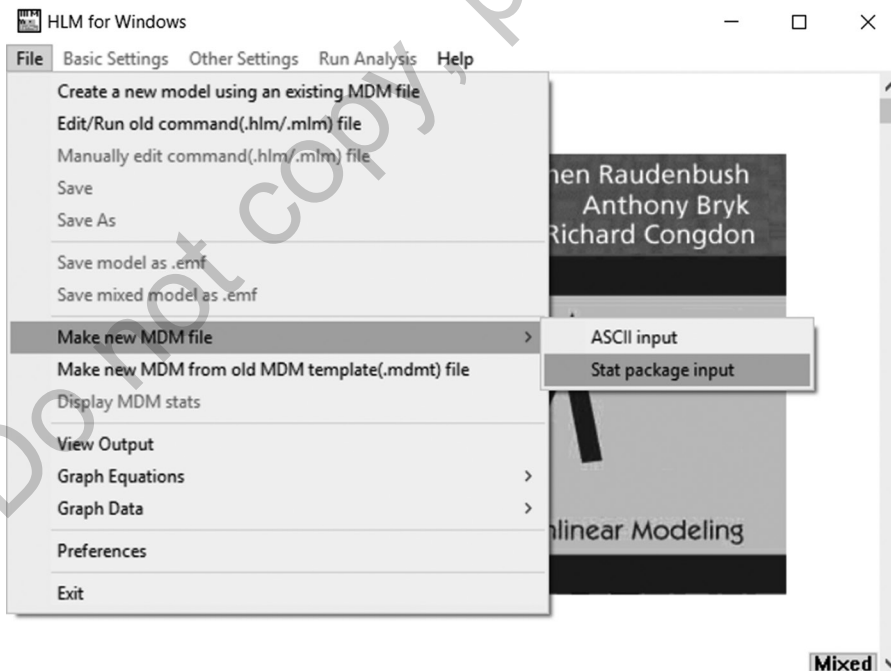 HLM for Windows
File Basic Settings Other Settings Run Analysis Help
Create a new model using an existing MDM file
Edit/Run old command(.hlm/.mlm) file
Manually edit command(.hlm/.mlm) file
Save
Save As
Save model as .emf
Save mixed model as .emf
Make new MDM file
ASCII input
Stat package input
Make new MDM from old MDM template(.mdmt) file
Display MDM stats
View Output
Graph Equations
Graph Data
Preferences
Exit
hen Raudenbush
Anthony Bryk
Richard Congdon
nlinear Modeling
Mixed
Do not copy, p